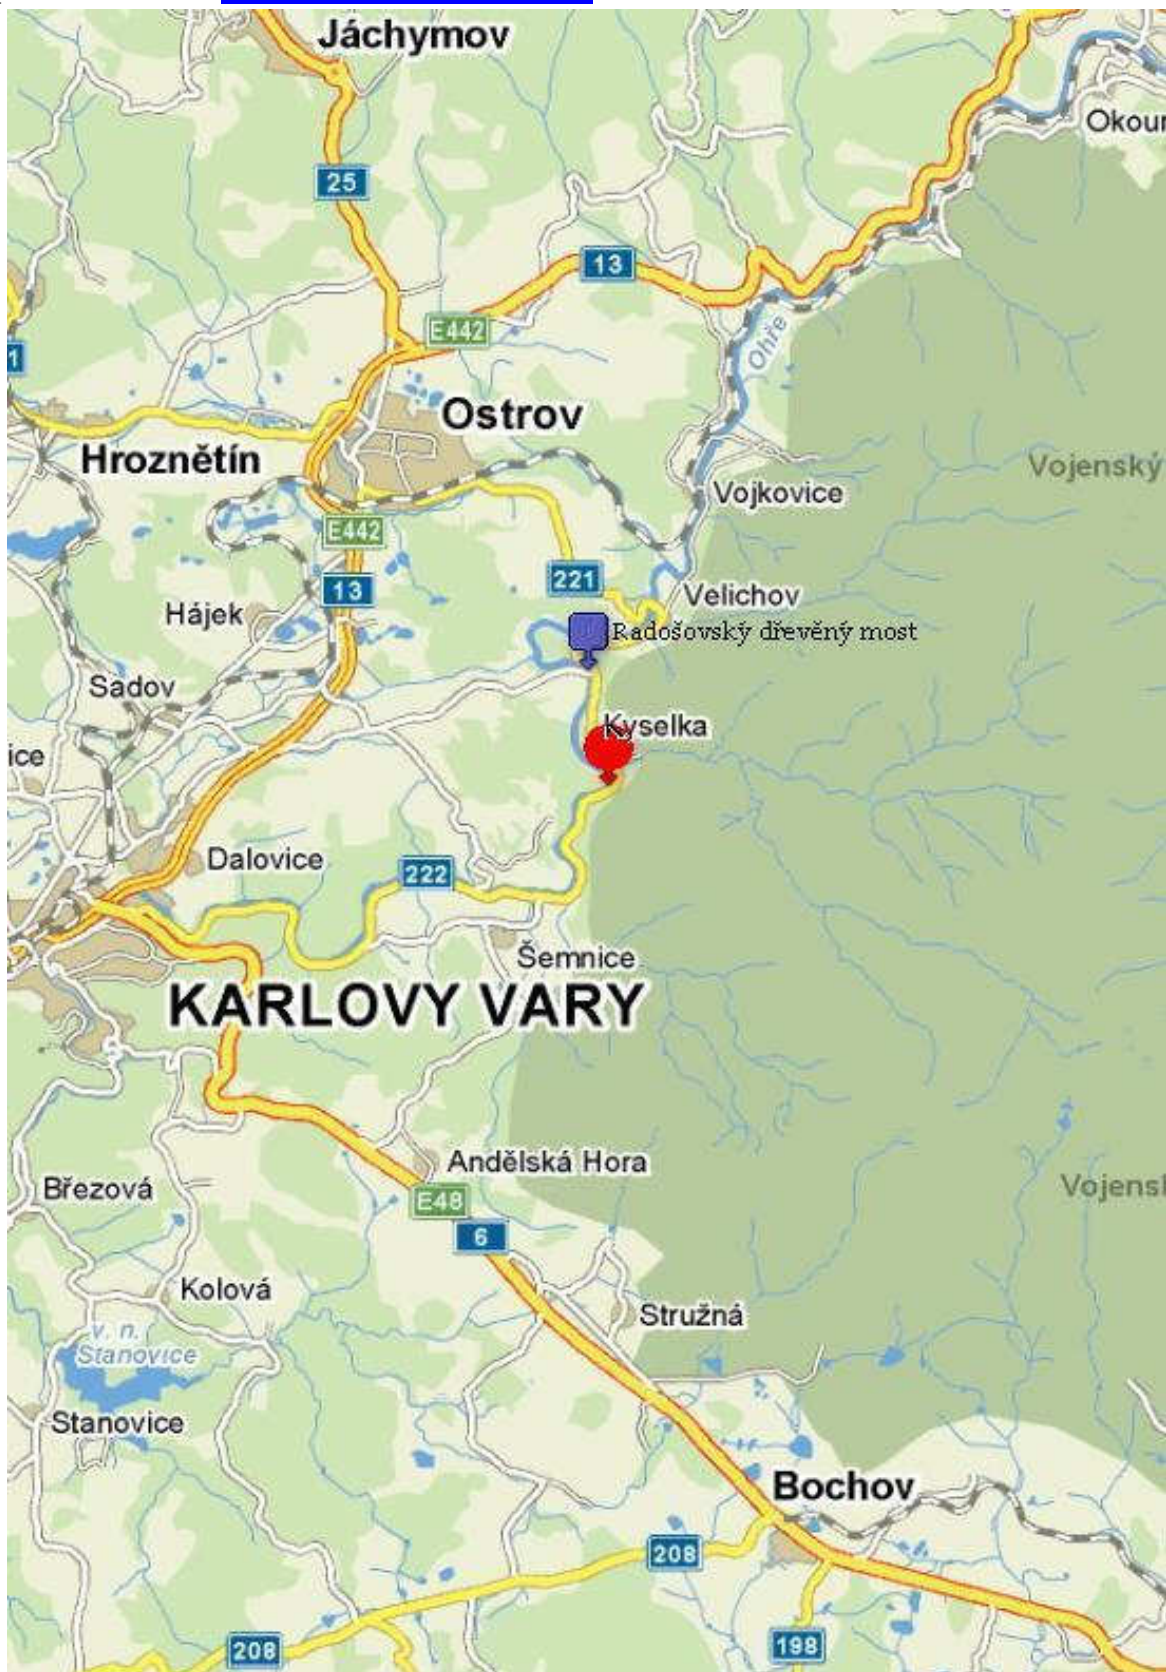 Jáchymov
Okour
25
13
E442
1
Ohře
Ostrov
Hroznětín
Vojenský
Vojkovice
E442
221
13
Velichov
Hájek
Radošovský dřevěný most
Sadov
Kyselka
ice
Dalovice
222
Šemnice
KARLOVY VARY
Andělská Hora
Březová
Vojensk
E48
6
Kolová
Stružná
v. n.
Stanovice
Stanovice
Bochov
208
198
208